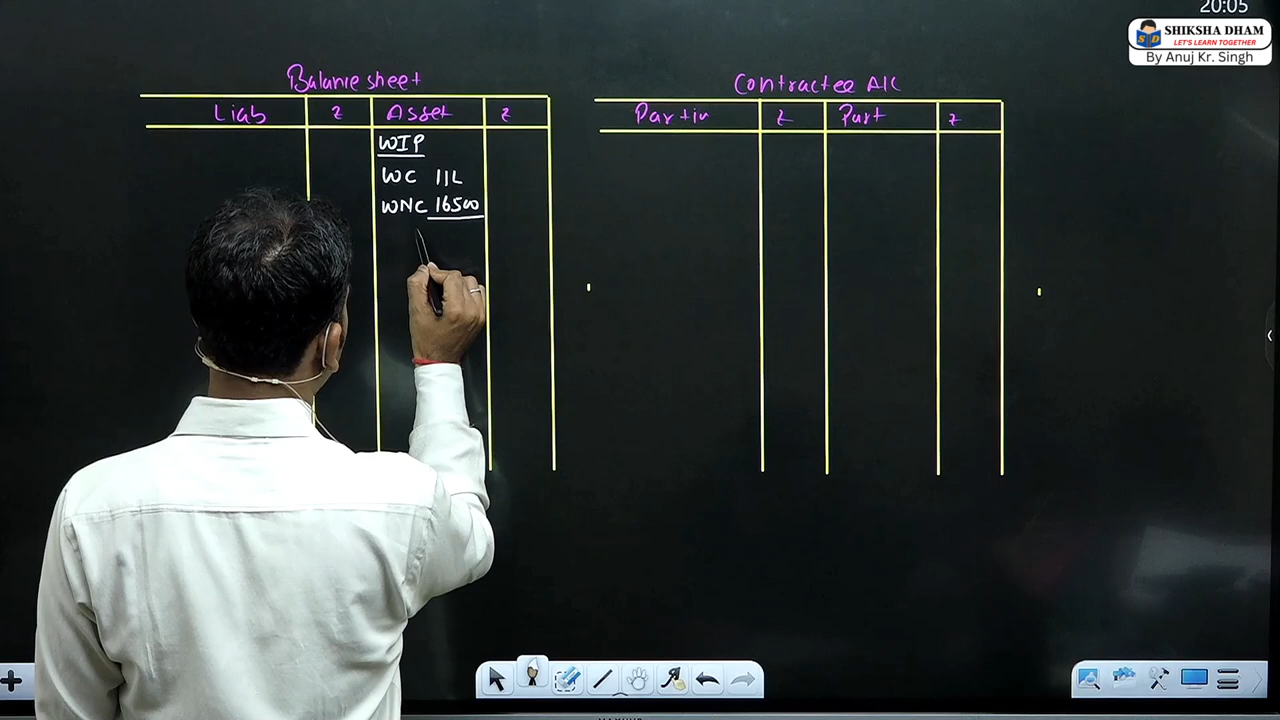 20:05
SHIKSHA DHAM
LET'S LEARN TOGETHER
By Anuj Kr. Singh
Balance sheet
Liab ₹ Asset ₹
WIP
WC 11L
WNC 16500
Contractee A/C
Partiu ₹ Part ₹